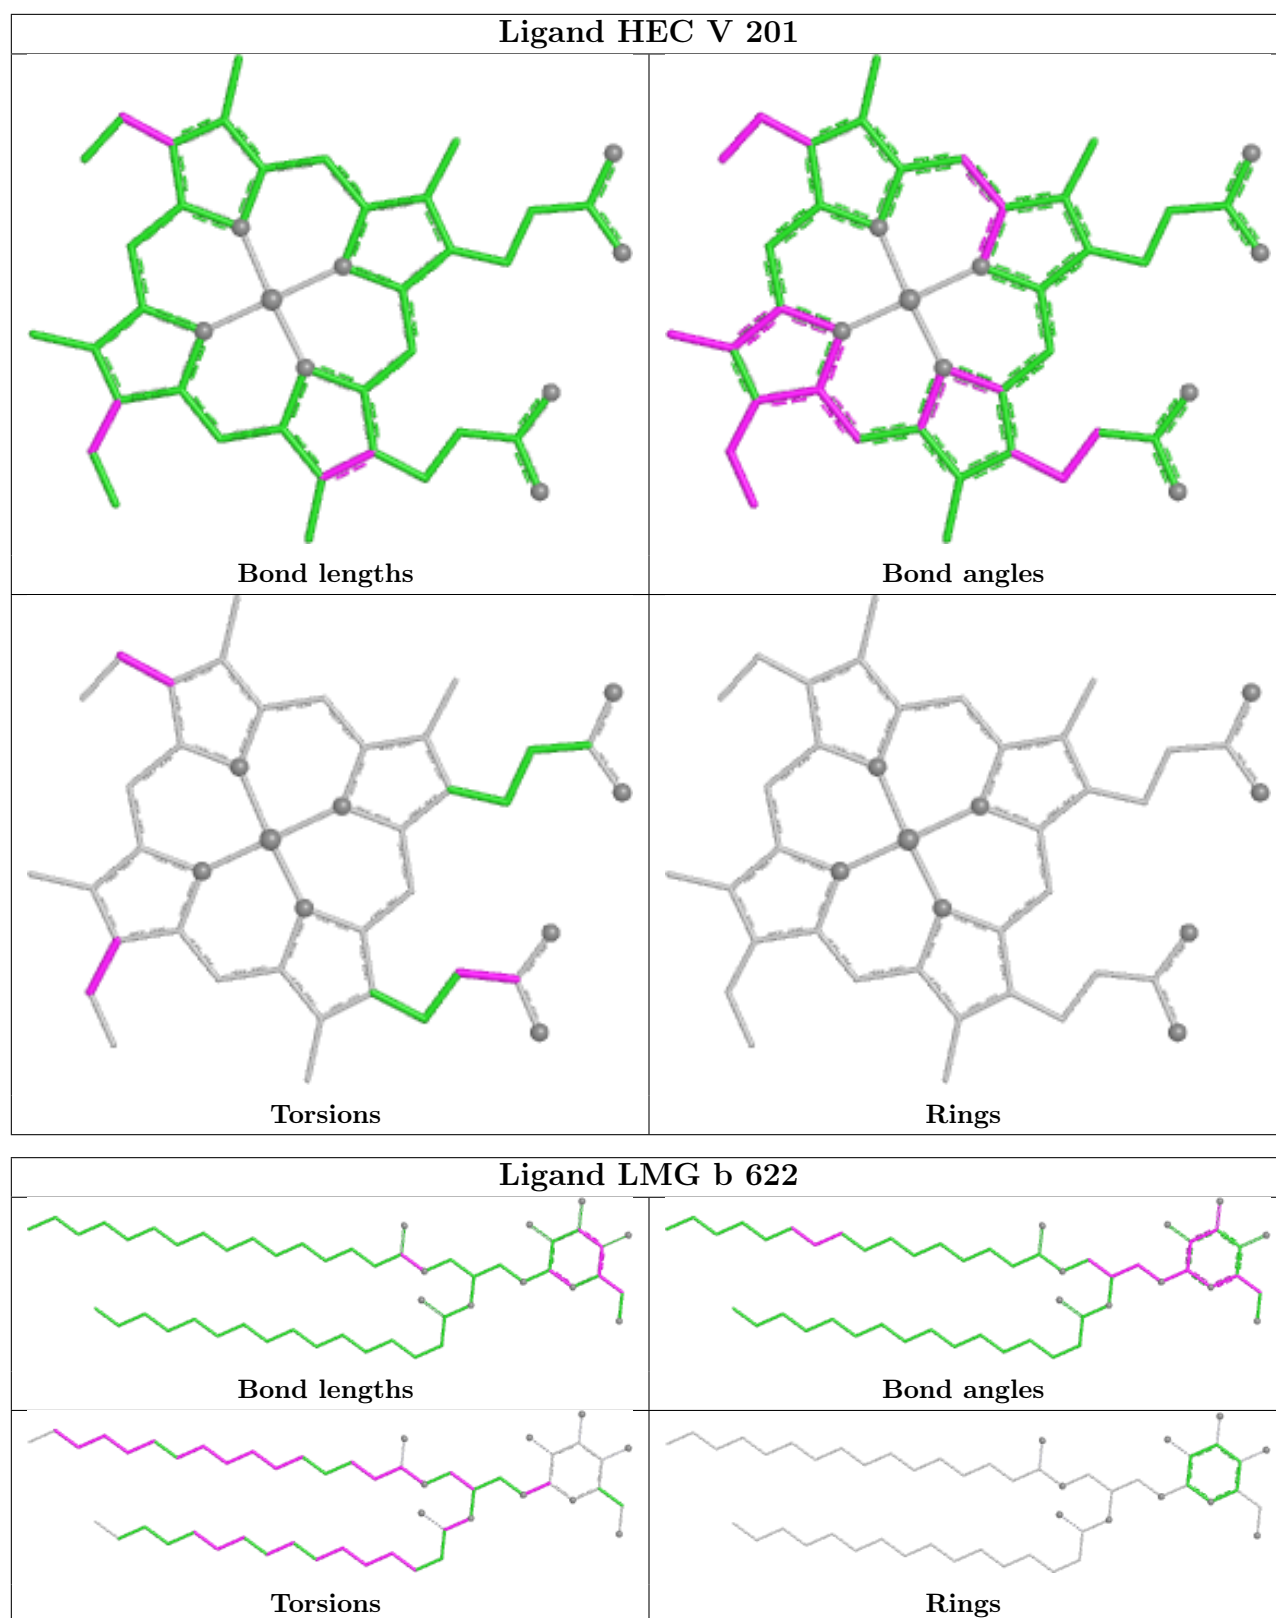 Ligand HEC V 201
Bond lengths
Bond angles
Torsions
Rings
Ligand LMG b 622
Bond lengths
Bond angles
Torsions
Rings